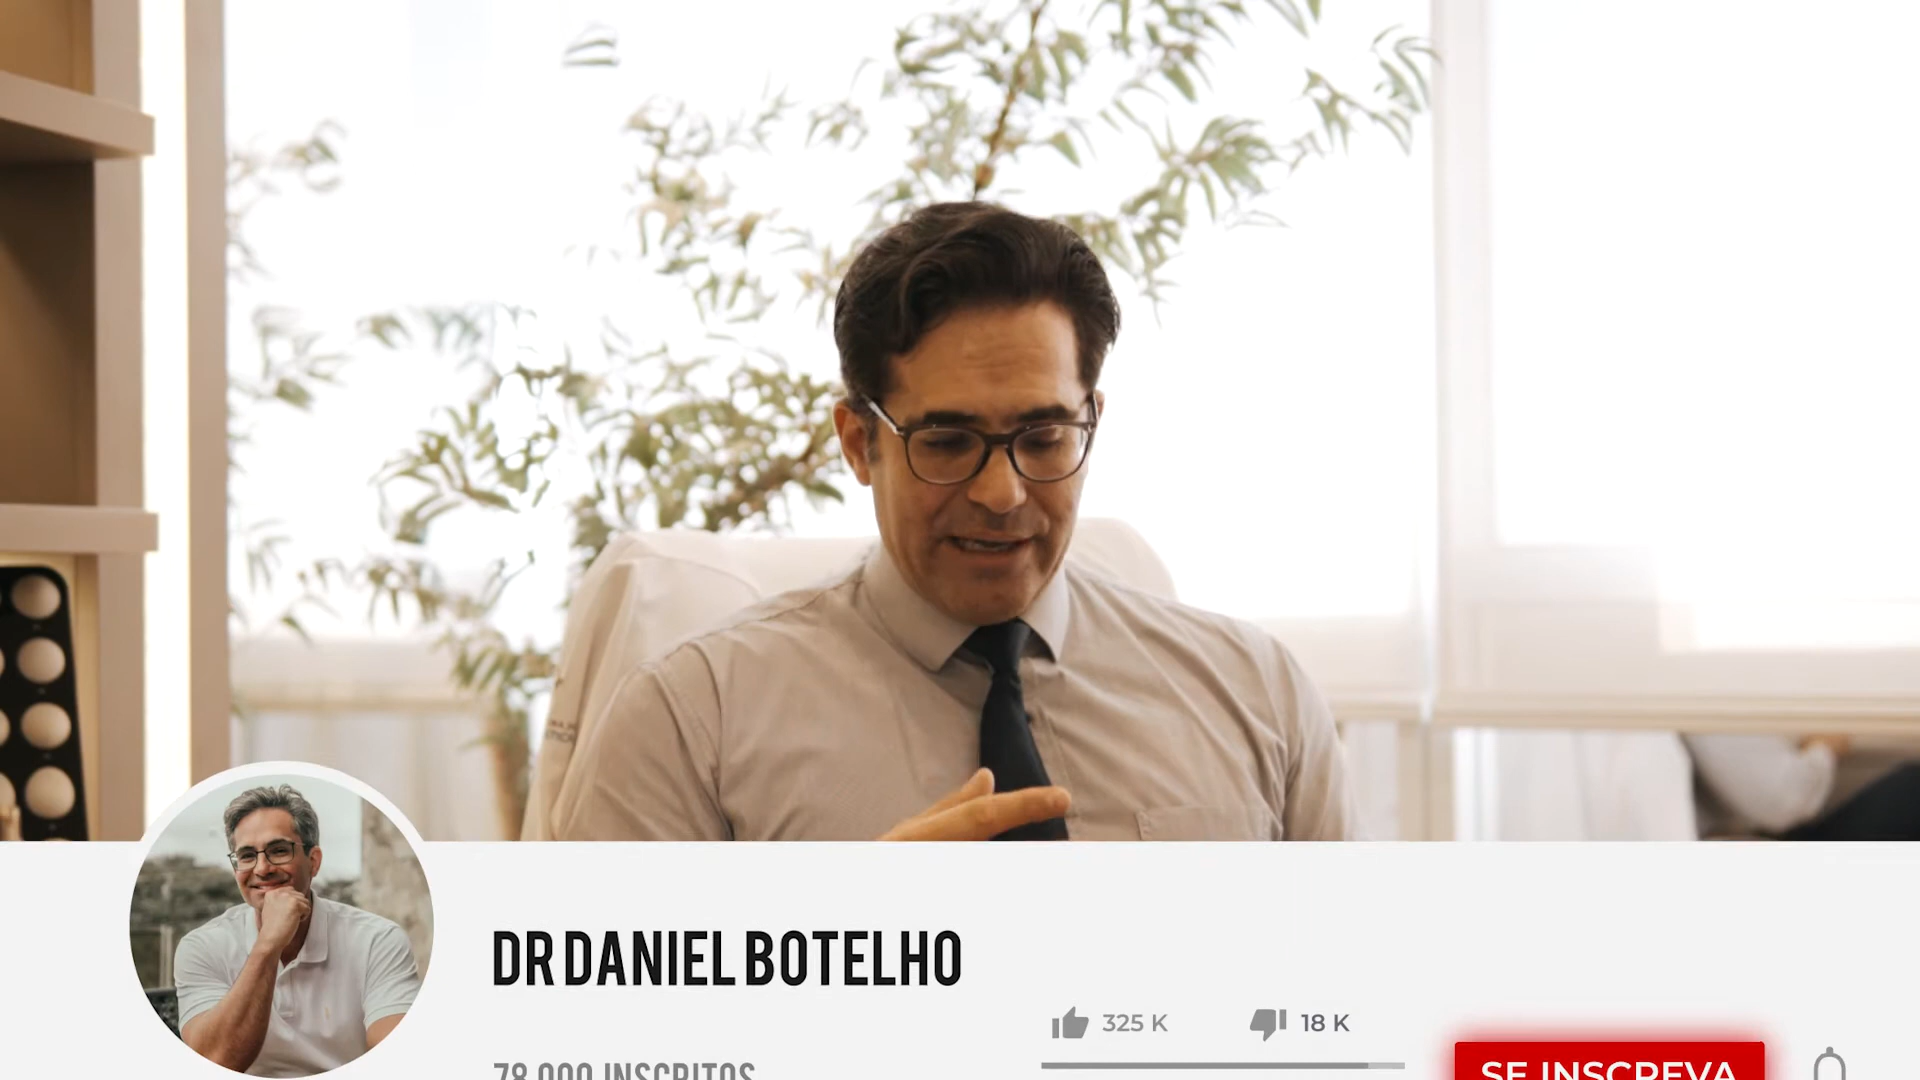 DR DANIEL BOTELHO
325 K
18 K
78.000 INSCRITOS
SE INSCREVA